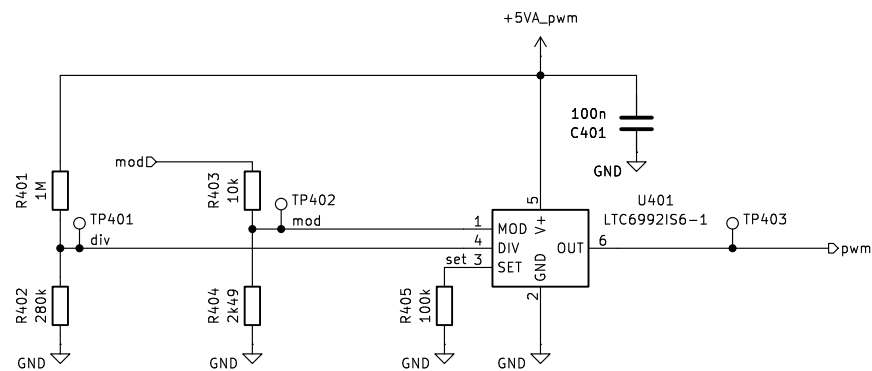 +5VA_pwm
100n
C401
GND
mod
R401
1M
R403
10k
TP401
div
TP402
mod
U401
LTC6992IS6-1
TP403
1
MOD
4
DIV
set
3
SET
5
V+
OUT
6
GND
2
pwm
R402
280k
R404
2k49
R405
100k
GND
GND
GND
GND